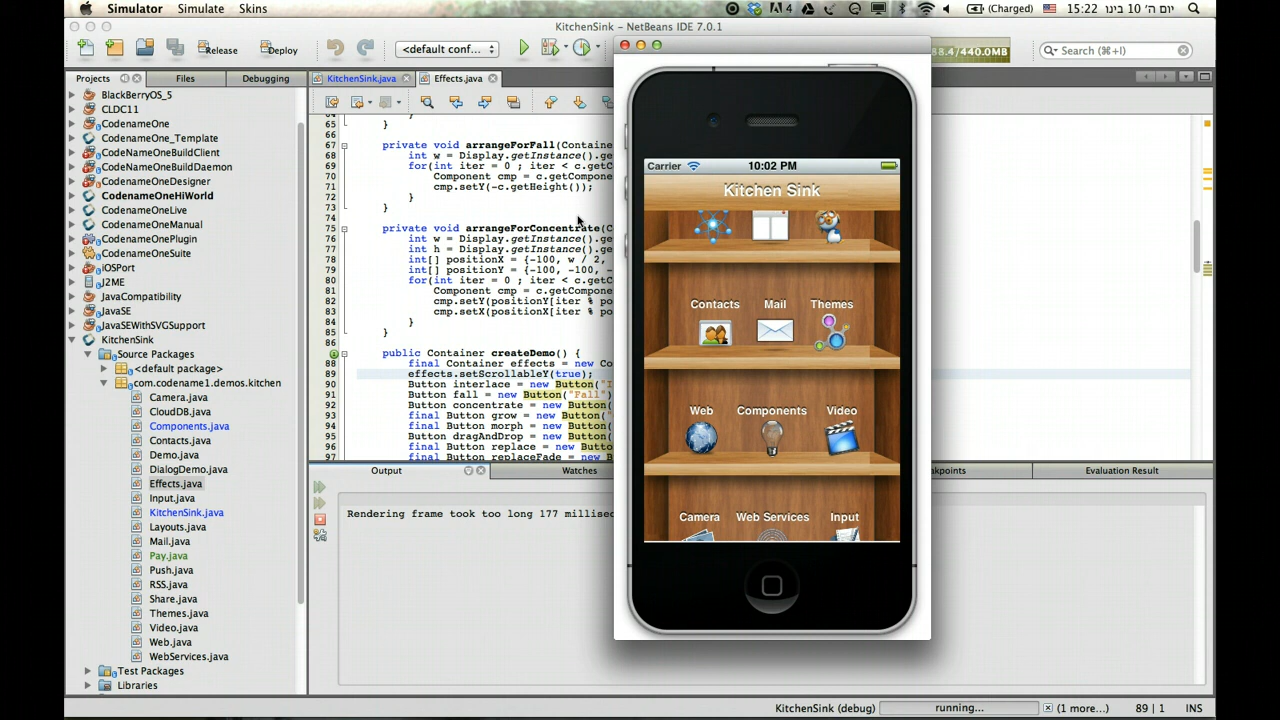 Simulator Simulate Skins
4 (Charged) 15:22 יום ה׳ 10 בינו
KitchenSink – NetBeans IDE 7.0.1
Release Deploy <default conf... 38.4/440.0MB Search (⌘+I)
Projects Files Debugging KitchenSink.java Effects.java
BlackBerryOS_5
CLDC11
CodenameOne
CodenameOne_Template
CodeNameOneBuildClient
CodeNameOneBuildDaemon
CodenameOneDesigner
CodenameOneHiWorld
CodenameOneLive
CodenameOneManual
CodenameOnePlugin
CodenameOneSuite
iOSPort
J2ME
JavaCompatibility
JavaSE
JavaSEWithSVGSupport
KitchenSink
Source Packages
<default package>
com.codename1.demos.kitchen
Camera.java
CloudDB.java
Components.java
Contacts.java
Demo.java
DialogDemo.java
Effects.java
Input.java
KitchenSink.java
Layouts.java
Mail.java
Pay.java
Push.java
RSS.java
Share.java
Themes.java
Video.java
Web.java
WebServices.java
Test Packages
Libraries
64 }
65 }
66
67 private void arrangeForFall(Containe
68 int w = Display.getInstance().ge
69 for(int iter = 0 ; iter < c.getC
70 Component cmp = c.getCompone
71 cmp.setY(-c.getHeight());
72 }
73 }
74
75 private void arrangeForConcentrate(C
76 int w = Display.getInstance().ge
77 int h = Display.getInstance().ge
78 int[] positionX = {-100, w / 2,
79 int[] positionY = {-100, -100, -
80 for(int iter = 0 ; iter < c.getC
81 Component cmp = c.getCompone
82 cmp.setY(positionY[iter % po
83 cmp.setX(positionX[iter % po
84 }
85 }
86
public Container createDemo() {
88 final Container effects = new Co
89 effects.setScrollableY(true);
90 Button interlace = new Button("I
91 Button fall = new Button("Fall")
92 Button concentrate = new Button(
93 final Button grow = new Button("
94 final Button morph = new Button(
95 Button dragAndDrop = new Button(
96 final Button replace = new Butto
97 final Button replaceFade = new B
Carrier 10:02 PM
Kitchen Sink
Contacts Mail Themes
Web Components Video
Camera Web Services Input
Output Watches akpoints Evaluation Result
Rendering frame took too long 177 millisec
KitchenSink (debug) running... (1 more...) 89 | 1 INS